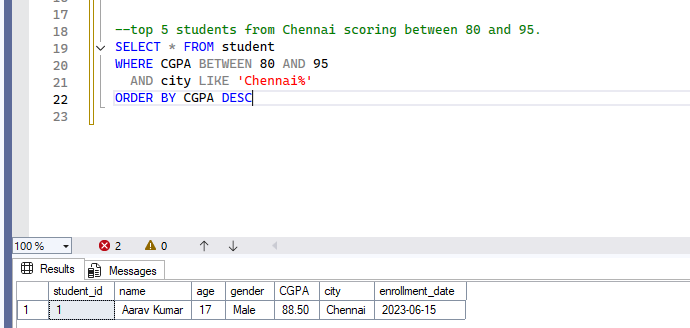 17
18 --top 5 students from Chennai scoring between 80 and 95.
19 SELECT * FROM student
20 WHERE CGPA BETWEEN 80 AND 95
21 AND city LIKE 'Chennai%'
22 ORDER BY CGPA DESC
23
100 % 2 0
Results Messages
student_id name age gender CGPA city enrollment_date
1 1 Aarav Kumar 17 Male 88.50 Chennai 2023-06-15